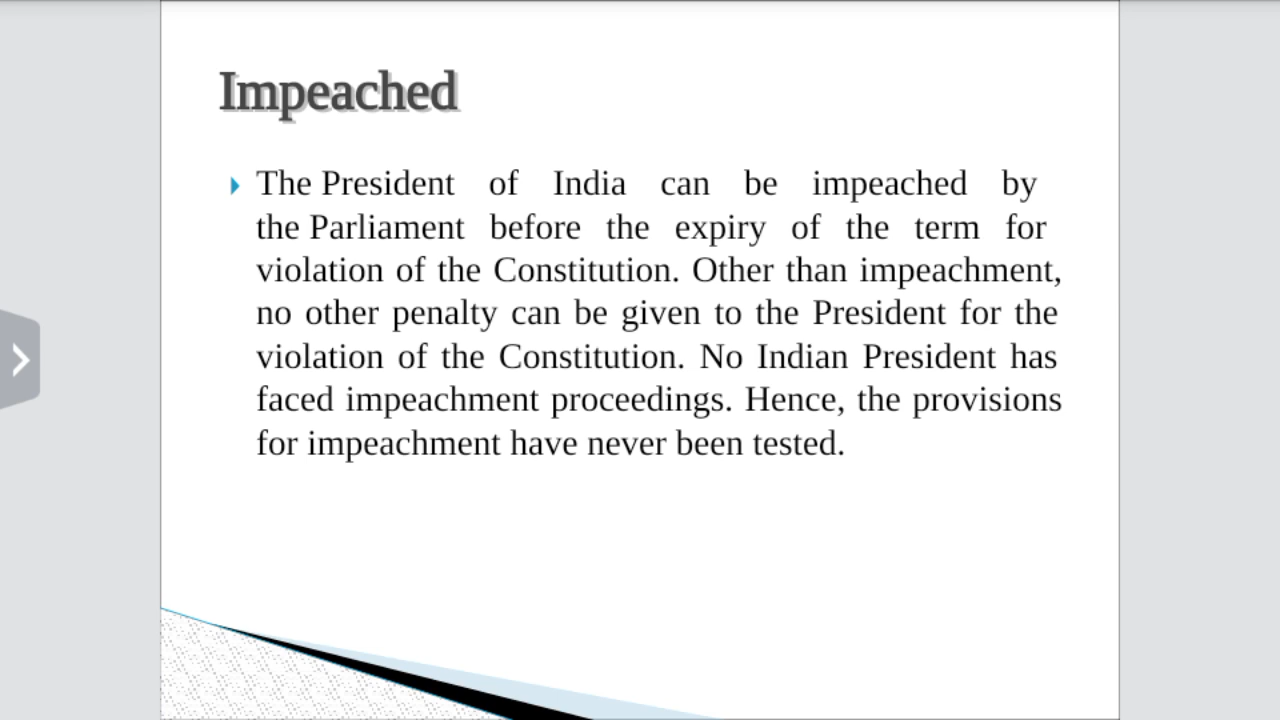 Impeached
The President of India can be impeached by
the Parliament before the expiry of the term for
violation of the Constitution. Other than impeachment,
no other penalty can be given to the President for the
violation of the Constitution. No Indian President has
faced impeachment proceedings. Hence, the provisions
for impeachment have never been tested.